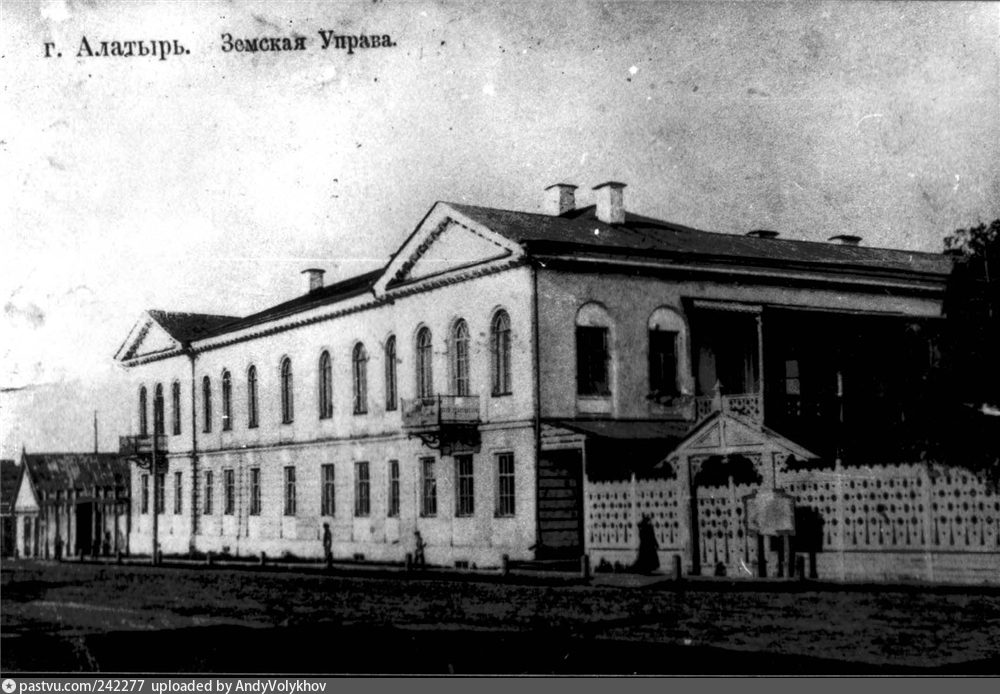 г. Алатырь. Земская Управа.
pastvu.com/242277 uploaded by AndyVolykhov